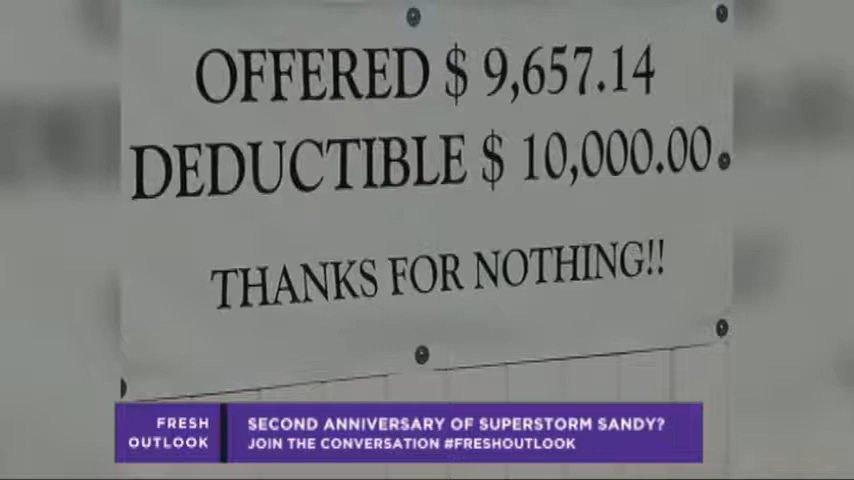 OFFERED $ 9,657.14
DEDUCTIBLE $ 10,000.00
THANKS FOR NOTHING!!
FRESH
OUTLOOK
SECOND ANNIVERSARY OF SUPERSTORM SANDY?
JOIN THE CONVERSATION #FRESHOUTLOOK